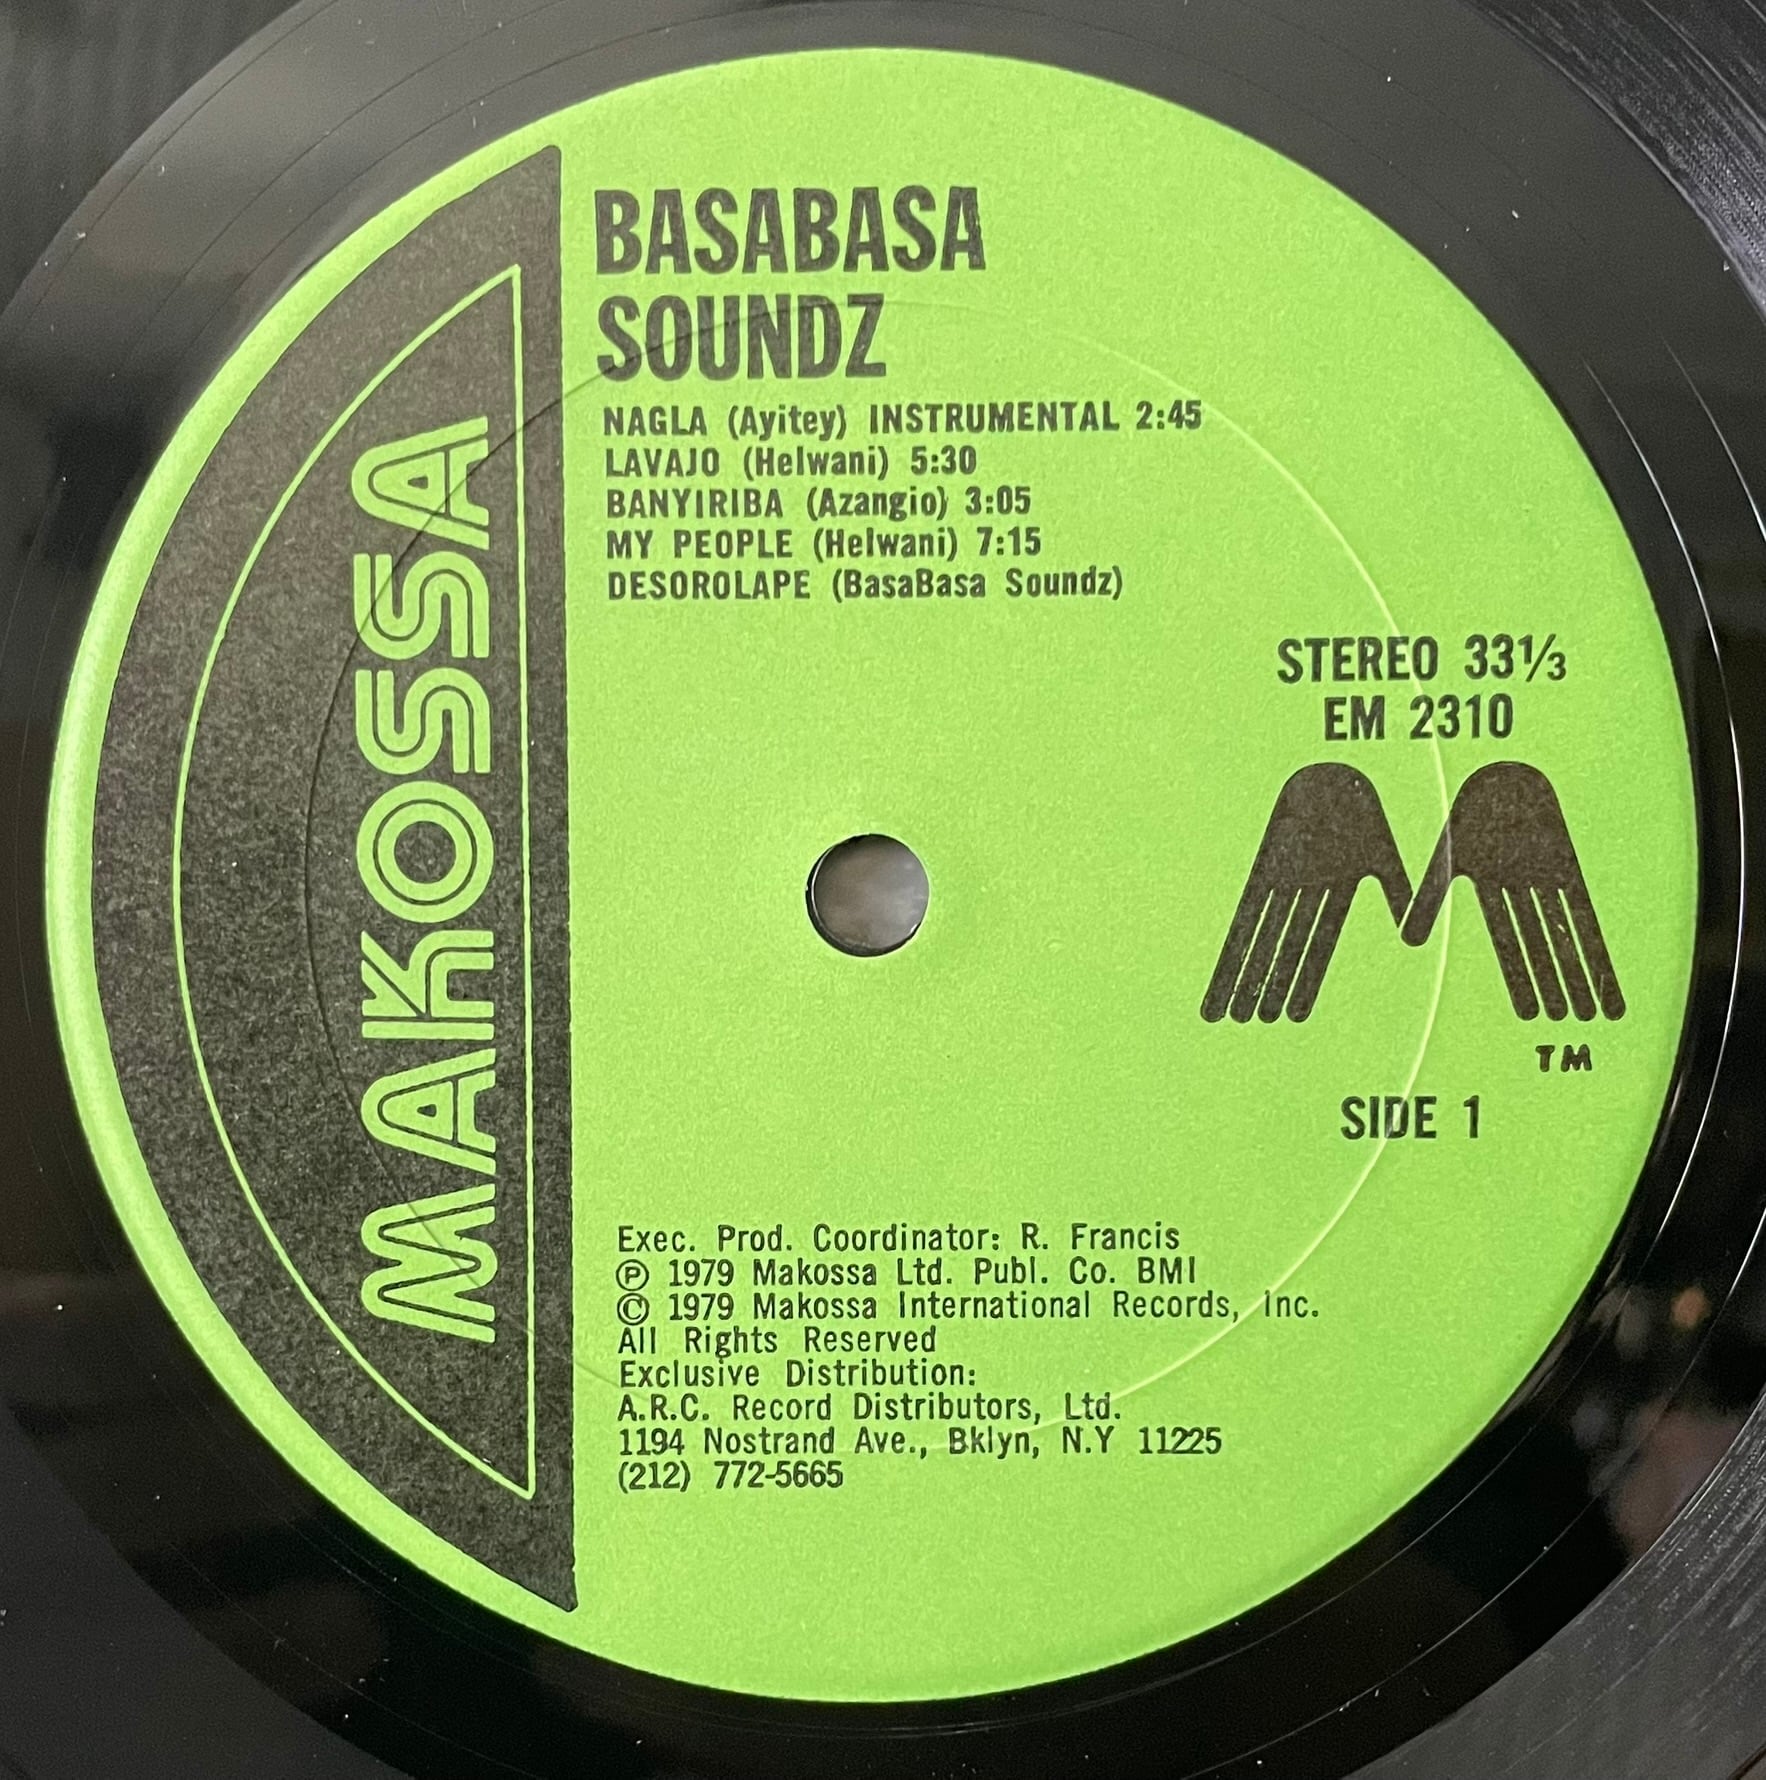 MAKOSSA
BASABASA
SOUNDZ
NAGLA (Ayitey) INSTRUMENTAL 2:45
LAVAJO (Helwani) 5:30
BANYIRIBA (Azangio) 3:05
MY PEOPLE (Helwani) 7:15
DESOROLAPE (BasaBasa Soundz)
STEREO 33⅓
EM 2310
TM
SIDE 1
Exec. Prod. Coordinator: R. Francis
℗ 1979 Makossa Ltd. Publ. Co. BMI
© 1979 Makossa International Records, Inc.
All Rights Reserved
Exclusive Distribution:
A.R.C. Record Distributors, Ltd.
1194 Nostrand Ave., Bklyn, N.Y 11225
(212) 772-5665